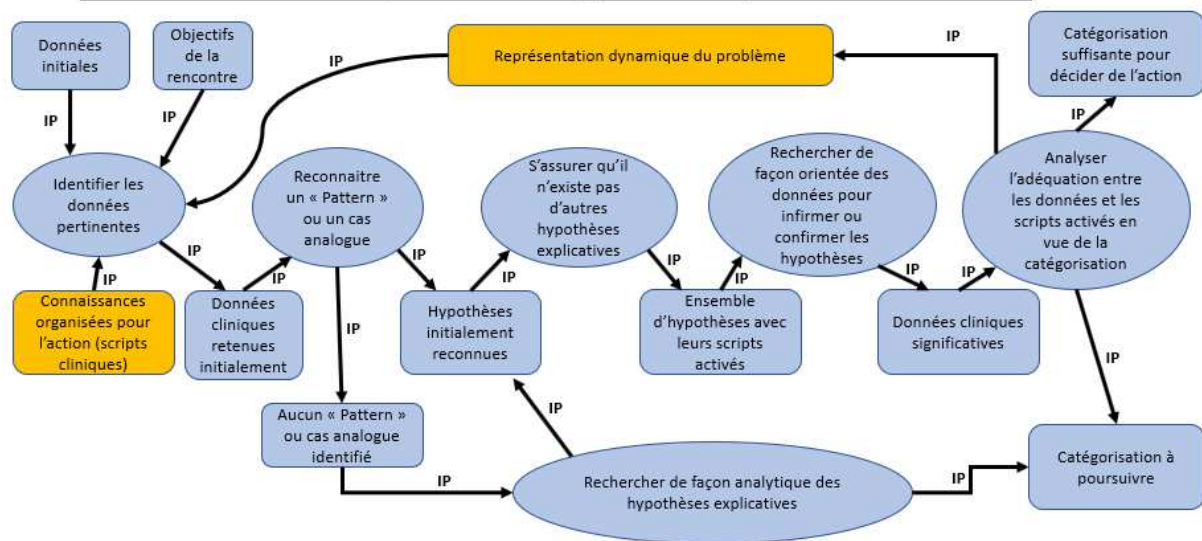 Données
initiales
Objectifs
de la
rencontre
Représentation dynamique du problème
Catégorisation
suffisante pour
décider de l'action
IP
IP
IP
IP
IP
Identifier les
données
pertinentes
Reconnaitre
un « Pattern »
ou un cas
analogue
S'assurer qu'il
n'existe pas
d'autres
hypothèses
explicatives
Rechercher de
façon orientée des
données pour
infirmer ou
confirmer les
hypothèses
Analyser
l'adéquation entre
les données et les
scripts activés en
vue de la
catégorisation
IP
IP
IP
IP
IP
IP
IP
IP
IP
IP
Connaissances
organisées pour
l'action (scripts
cliniques)
Données
cliniques
retenues
initialement
Hypothèses
initialement
reconnues
Ensemble
d'hypothèses avec
leurs scripts
activés
Données cliniques
significatives
IP
IP
IP
Aucun « Pattern »
ou cas analogue
identifié
IP
Rechercher de façon analytique des
hypothèses explicatives
IP
Catégorisation à
poursuivre